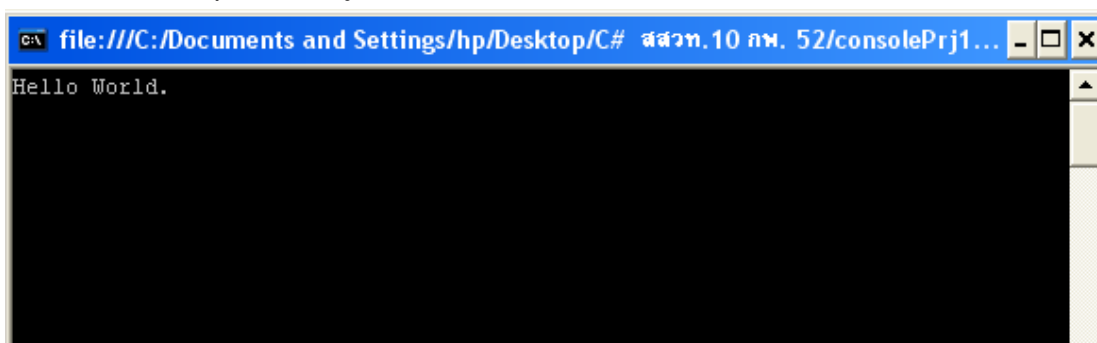 file:///C:/Documents and Settings/hp/Desktop/C# สสวท.10 กพ. 52/consolePrj1...
Hello World.